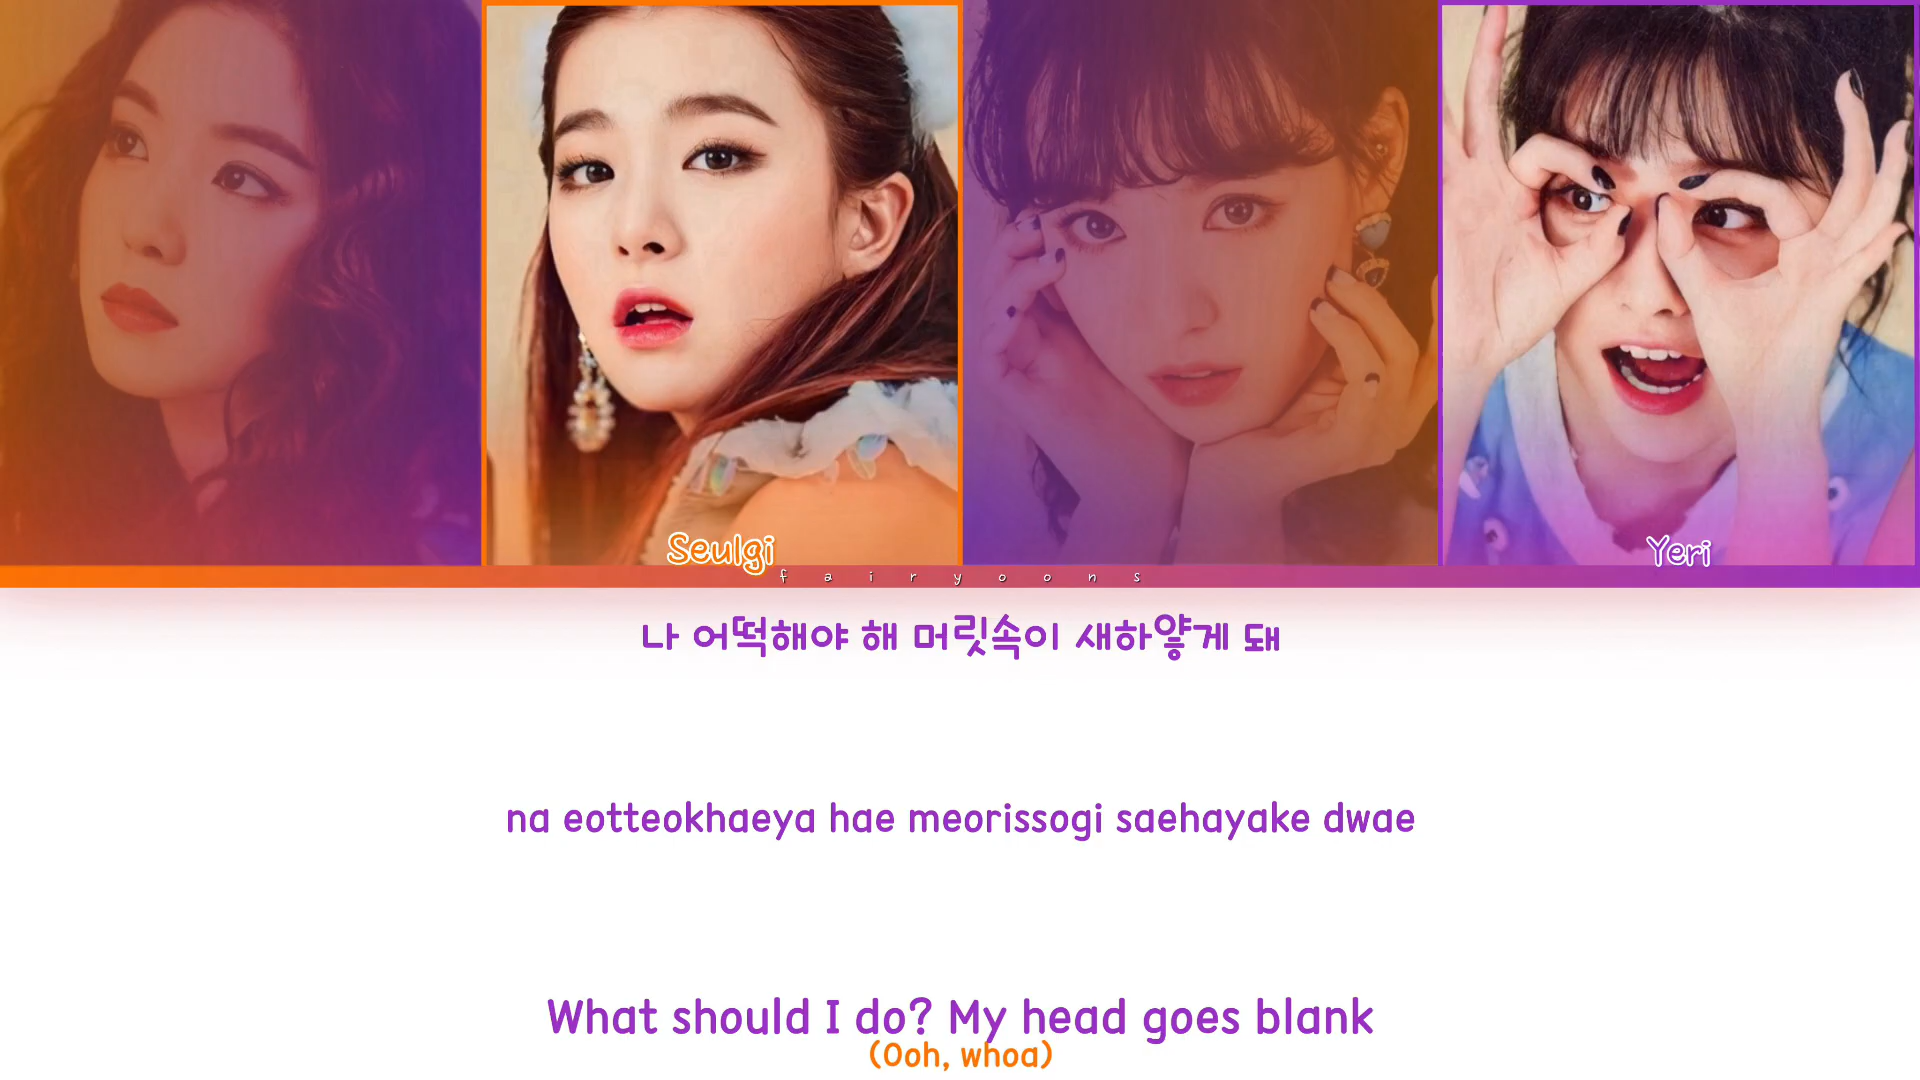 Seulgi
Yeri
fairyoons
나 어떡해야 해 머릿속이 새하얗게 돼
na eotteokhaeya hae meorissogi saehayake dwae
What should I do? My head goes blank
(Ooh, whoa)